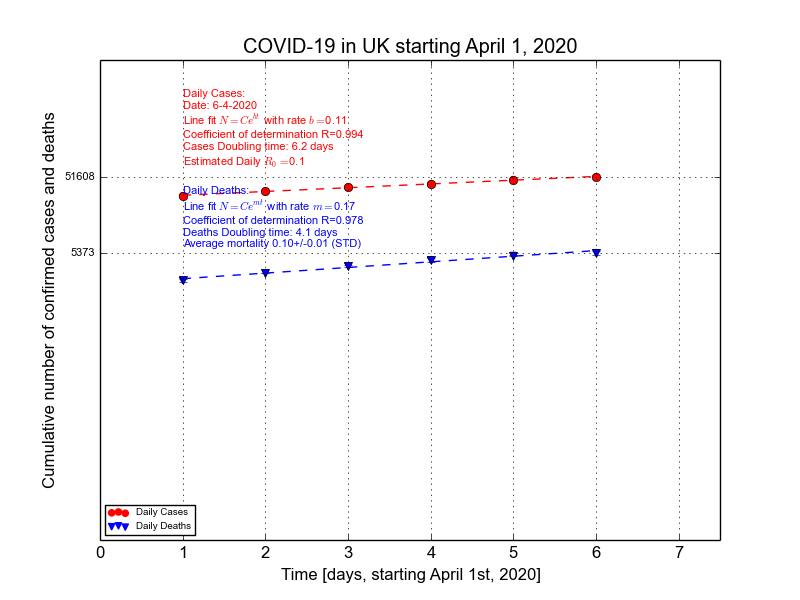 COVID-19 in UK starting April 1, 2020
Daily Cases:
Date: 6-4-2020
Line fit N = Ce^{bt} with rate b =0.11
Coefficient of determination R=0.994
Cases Doubling time: 6.2 days
Estimated Daily R_0 =0.1
Daily Deaths:
Line fit N = Ce^{mt} with rate m =0.17
Coefficient of determination R=0.978
Deaths Doubling time: 4.1 days
Average mortality 0.10+/-0.01 (STD)
51608
5373
Cumulative number of confirmed cases and deaths
Daily Cases
Daily Deaths
0 1 2 3 4 5 6 7
Time [days, starting April 1st, 2020]